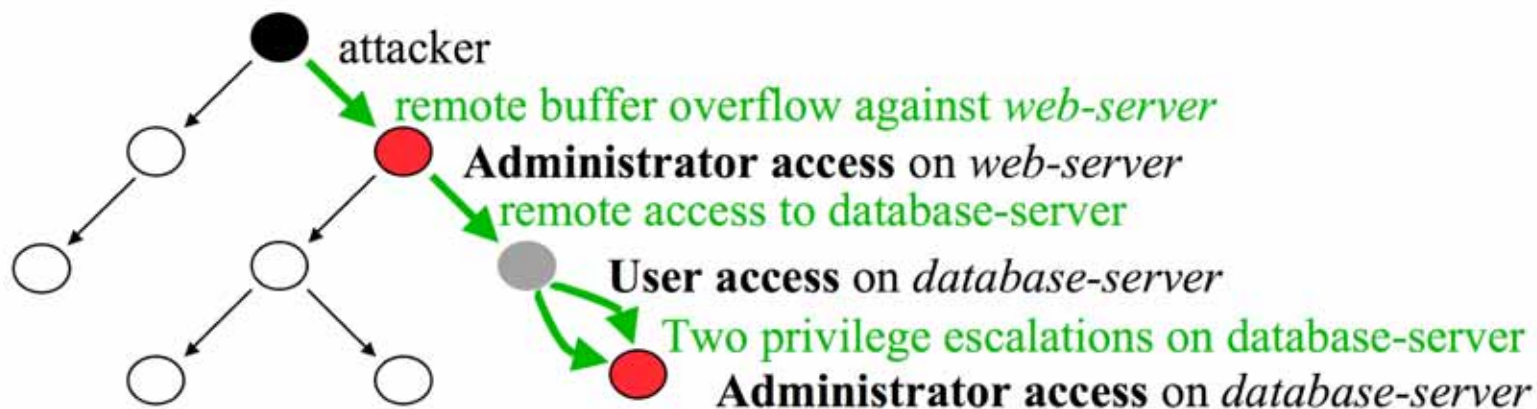 attacker
remote buffer overflow against web-server
Administrator access on web-server
remote access to database-server
User access on database-server
Two privilege escalations on database-server
Administrator access on database-server